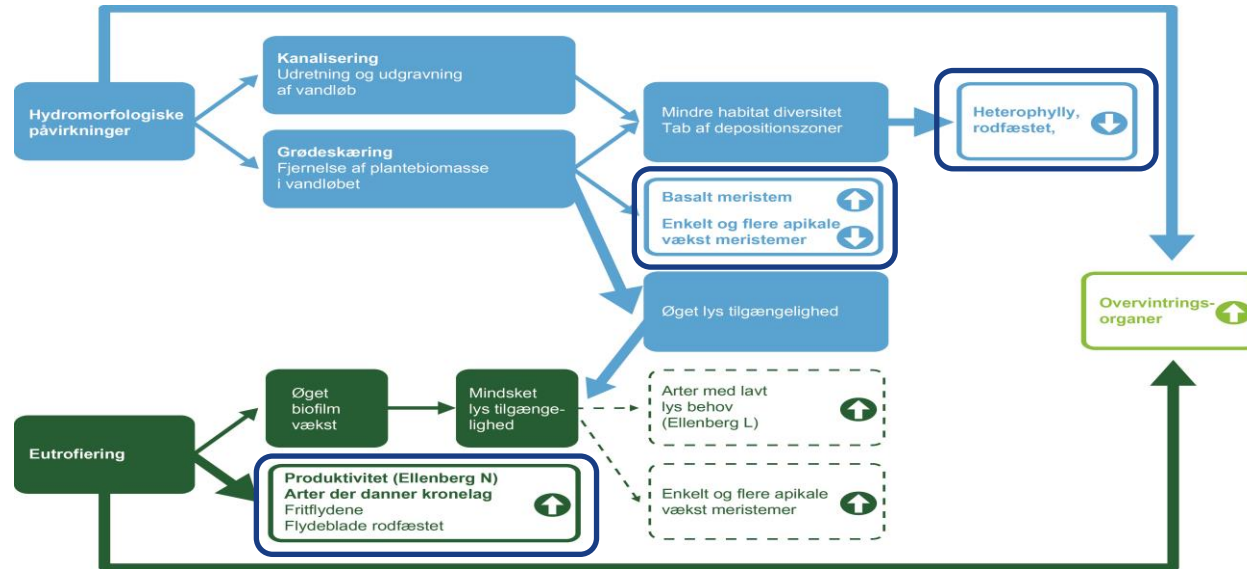 Kanalisering
Udretning og udgravning
af vandløb
Hydromorfologiske
påvirkninger
Mindre habitat diversitet
Tab af depositionszoner
Heterophylly,
rodfæstet,
Grødeskæring
Fjernelse af plantebiomasse
i vandløbet
Basalt meristem
Enkelt og flere apikale
vækst meristemer
Øget lys tilgængelighed
Overvintrings-
organer
Øget
biofilm
vækst
Mindsket
lys tilgænge-
lighed
Arter med lavt
lys behov
(Ellenberg L)
Eutrofiering
Produktivitet (Ellenberg N)
Arter der danner kronelag
Fritflydene
Flydeblade rodfæstet
Enkelt og flere apikale
vækst meristemer